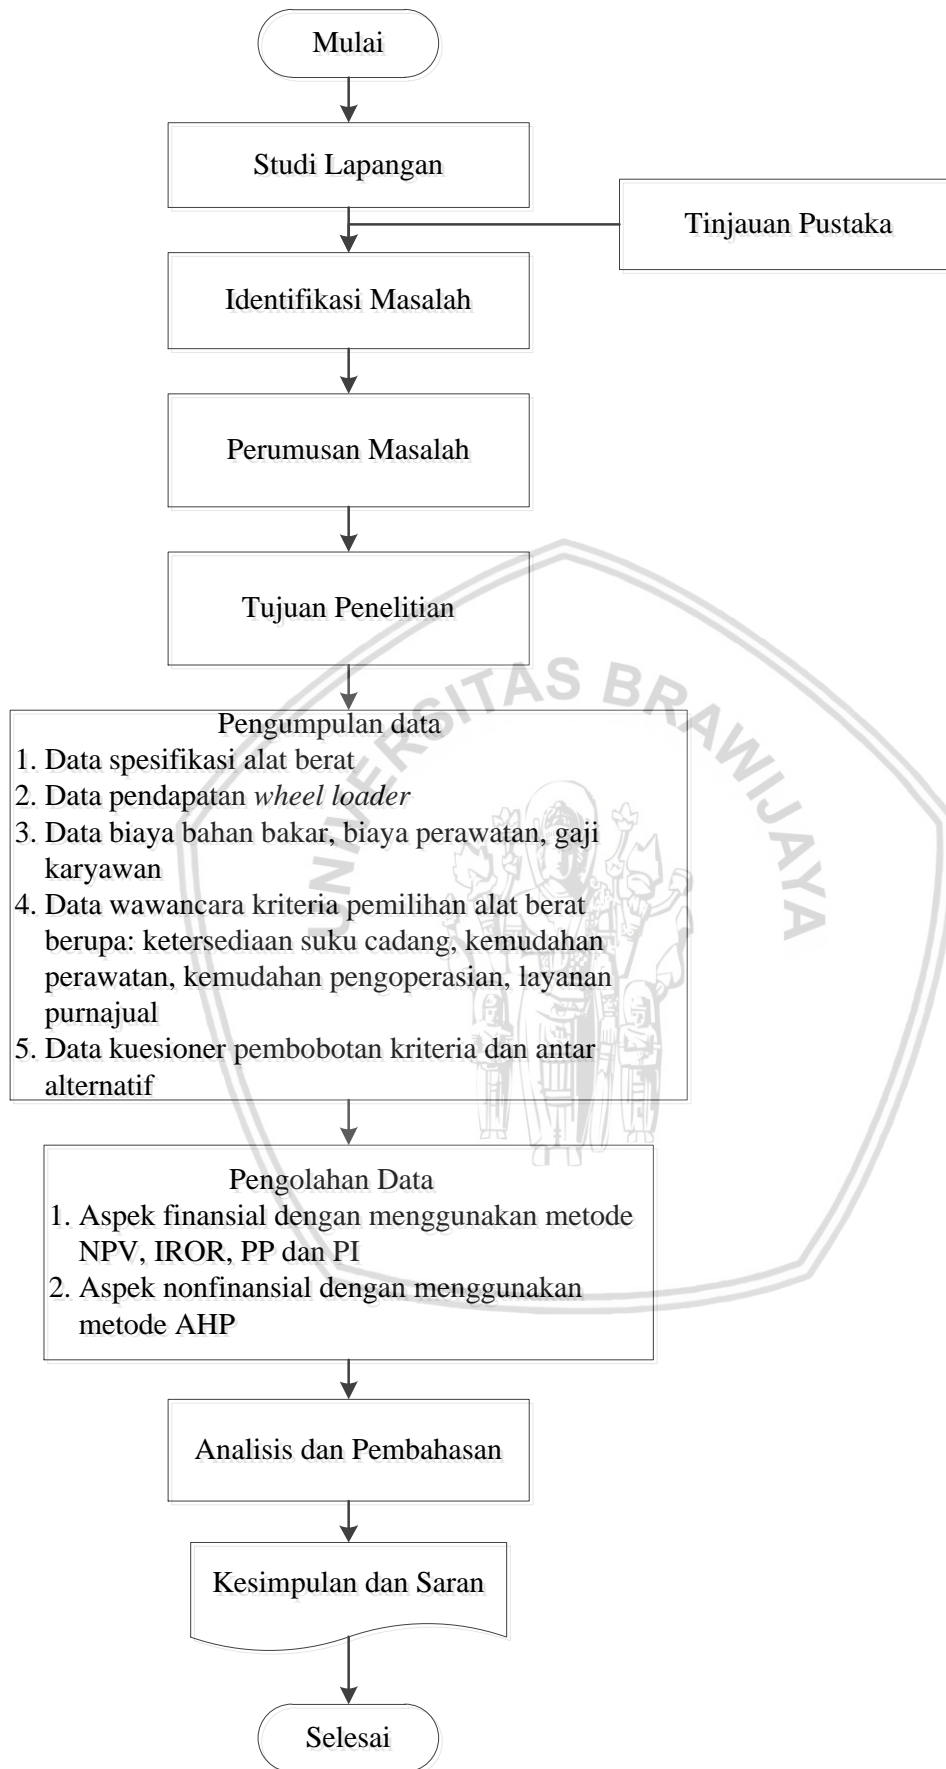 Mulai
Studi Lapangan
Tinjauan Pustaka
Identifikasi Masalah
Perumusan Masalah
Tujuan Penelitian
UNIVERSITAS BRAWIJAYA
Pengumpulan data
1. Data spesifikasi alat berat
2. Data pendapatan wheel loader
3. Data biaya bahan bakar, biaya perawatan, gaji
karyawan
4. Data wawancara kriteria pemilihan alat berat
berupa: ketersediaan suku cadang, kemudahan
perawatan, kemudahan pengoperasian, layanan
purnajual
5. Data kuesioner pembobotan kriteria dan antar
alternatif
Pengolahan Data
1. Aspek finansial dengan menggunakan metode
NPV, IROR, PP dan PI
2. Aspek nonfinansial dengan menggunakan
metode AHP
Analisis dan Pembahasan
Kesimpulan dan Saran
Selesai